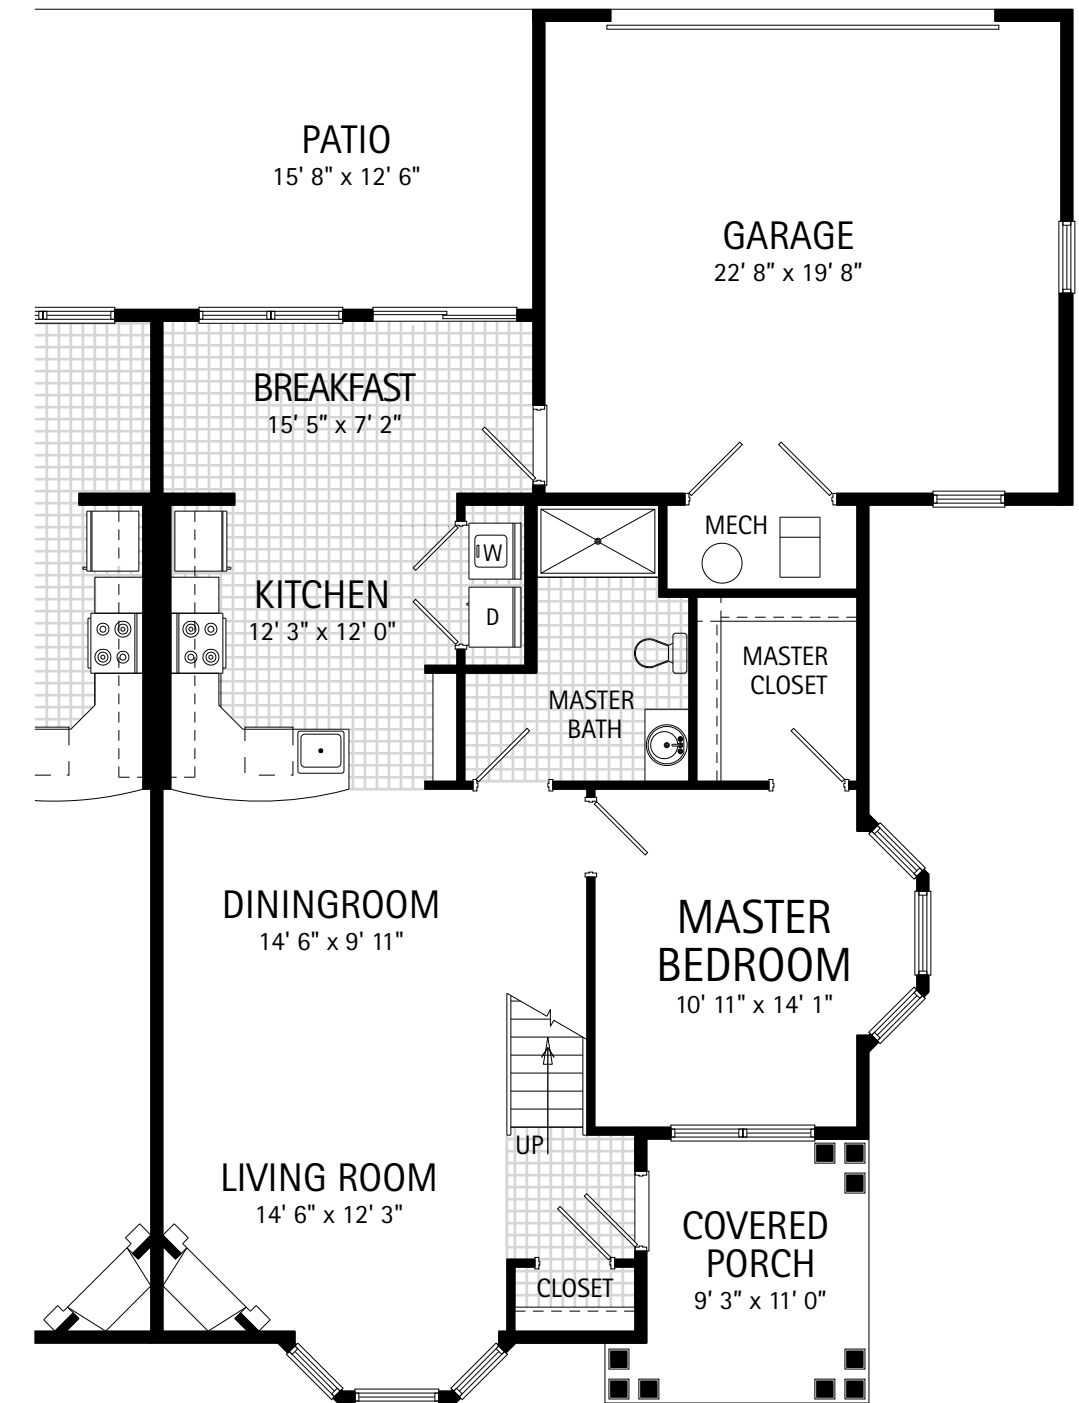 PATIO
15' 8" x 12' 6"
GARAGE
22' 8" x 19' 8"
BREAKFAST
15' 5" x 7' 2"
MECH
W
KITCHEN
12' 3" x 12' 0"
D
MASTER
CLOSET
MASTER
BATH
DININGROOM
14' 6" x 9' 11"
MASTER
BEDROOM
10' 11" x 14' 1"
UP
LIVING ROOM
14' 6" x 12' 3"
COVERED
PORCH
9' 3" x 11' 0"
CLOSET